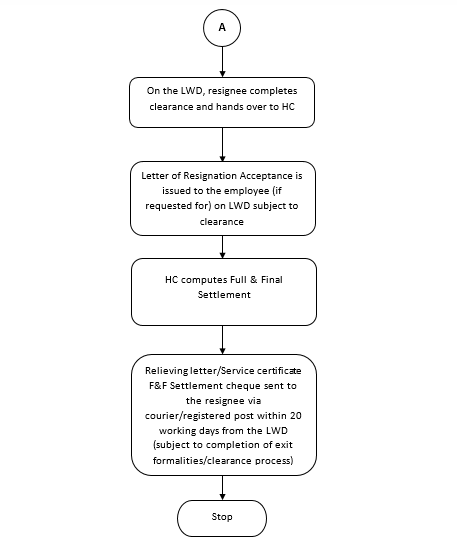 A
On the LWD, resignee completes
clearance and hands over to HC
Letter of Resignation Acceptance is
issued to the employee (if
requested for) on LWD subject to
clearance
HC computes Full & Final
Settlement
Relieving letter/Service certificate
F&F Settlement cheque sent to
the resignee via
courier/registered post within 20
working days from the LWD
(subject to completion of exit
formalities/clearance process)
Stop